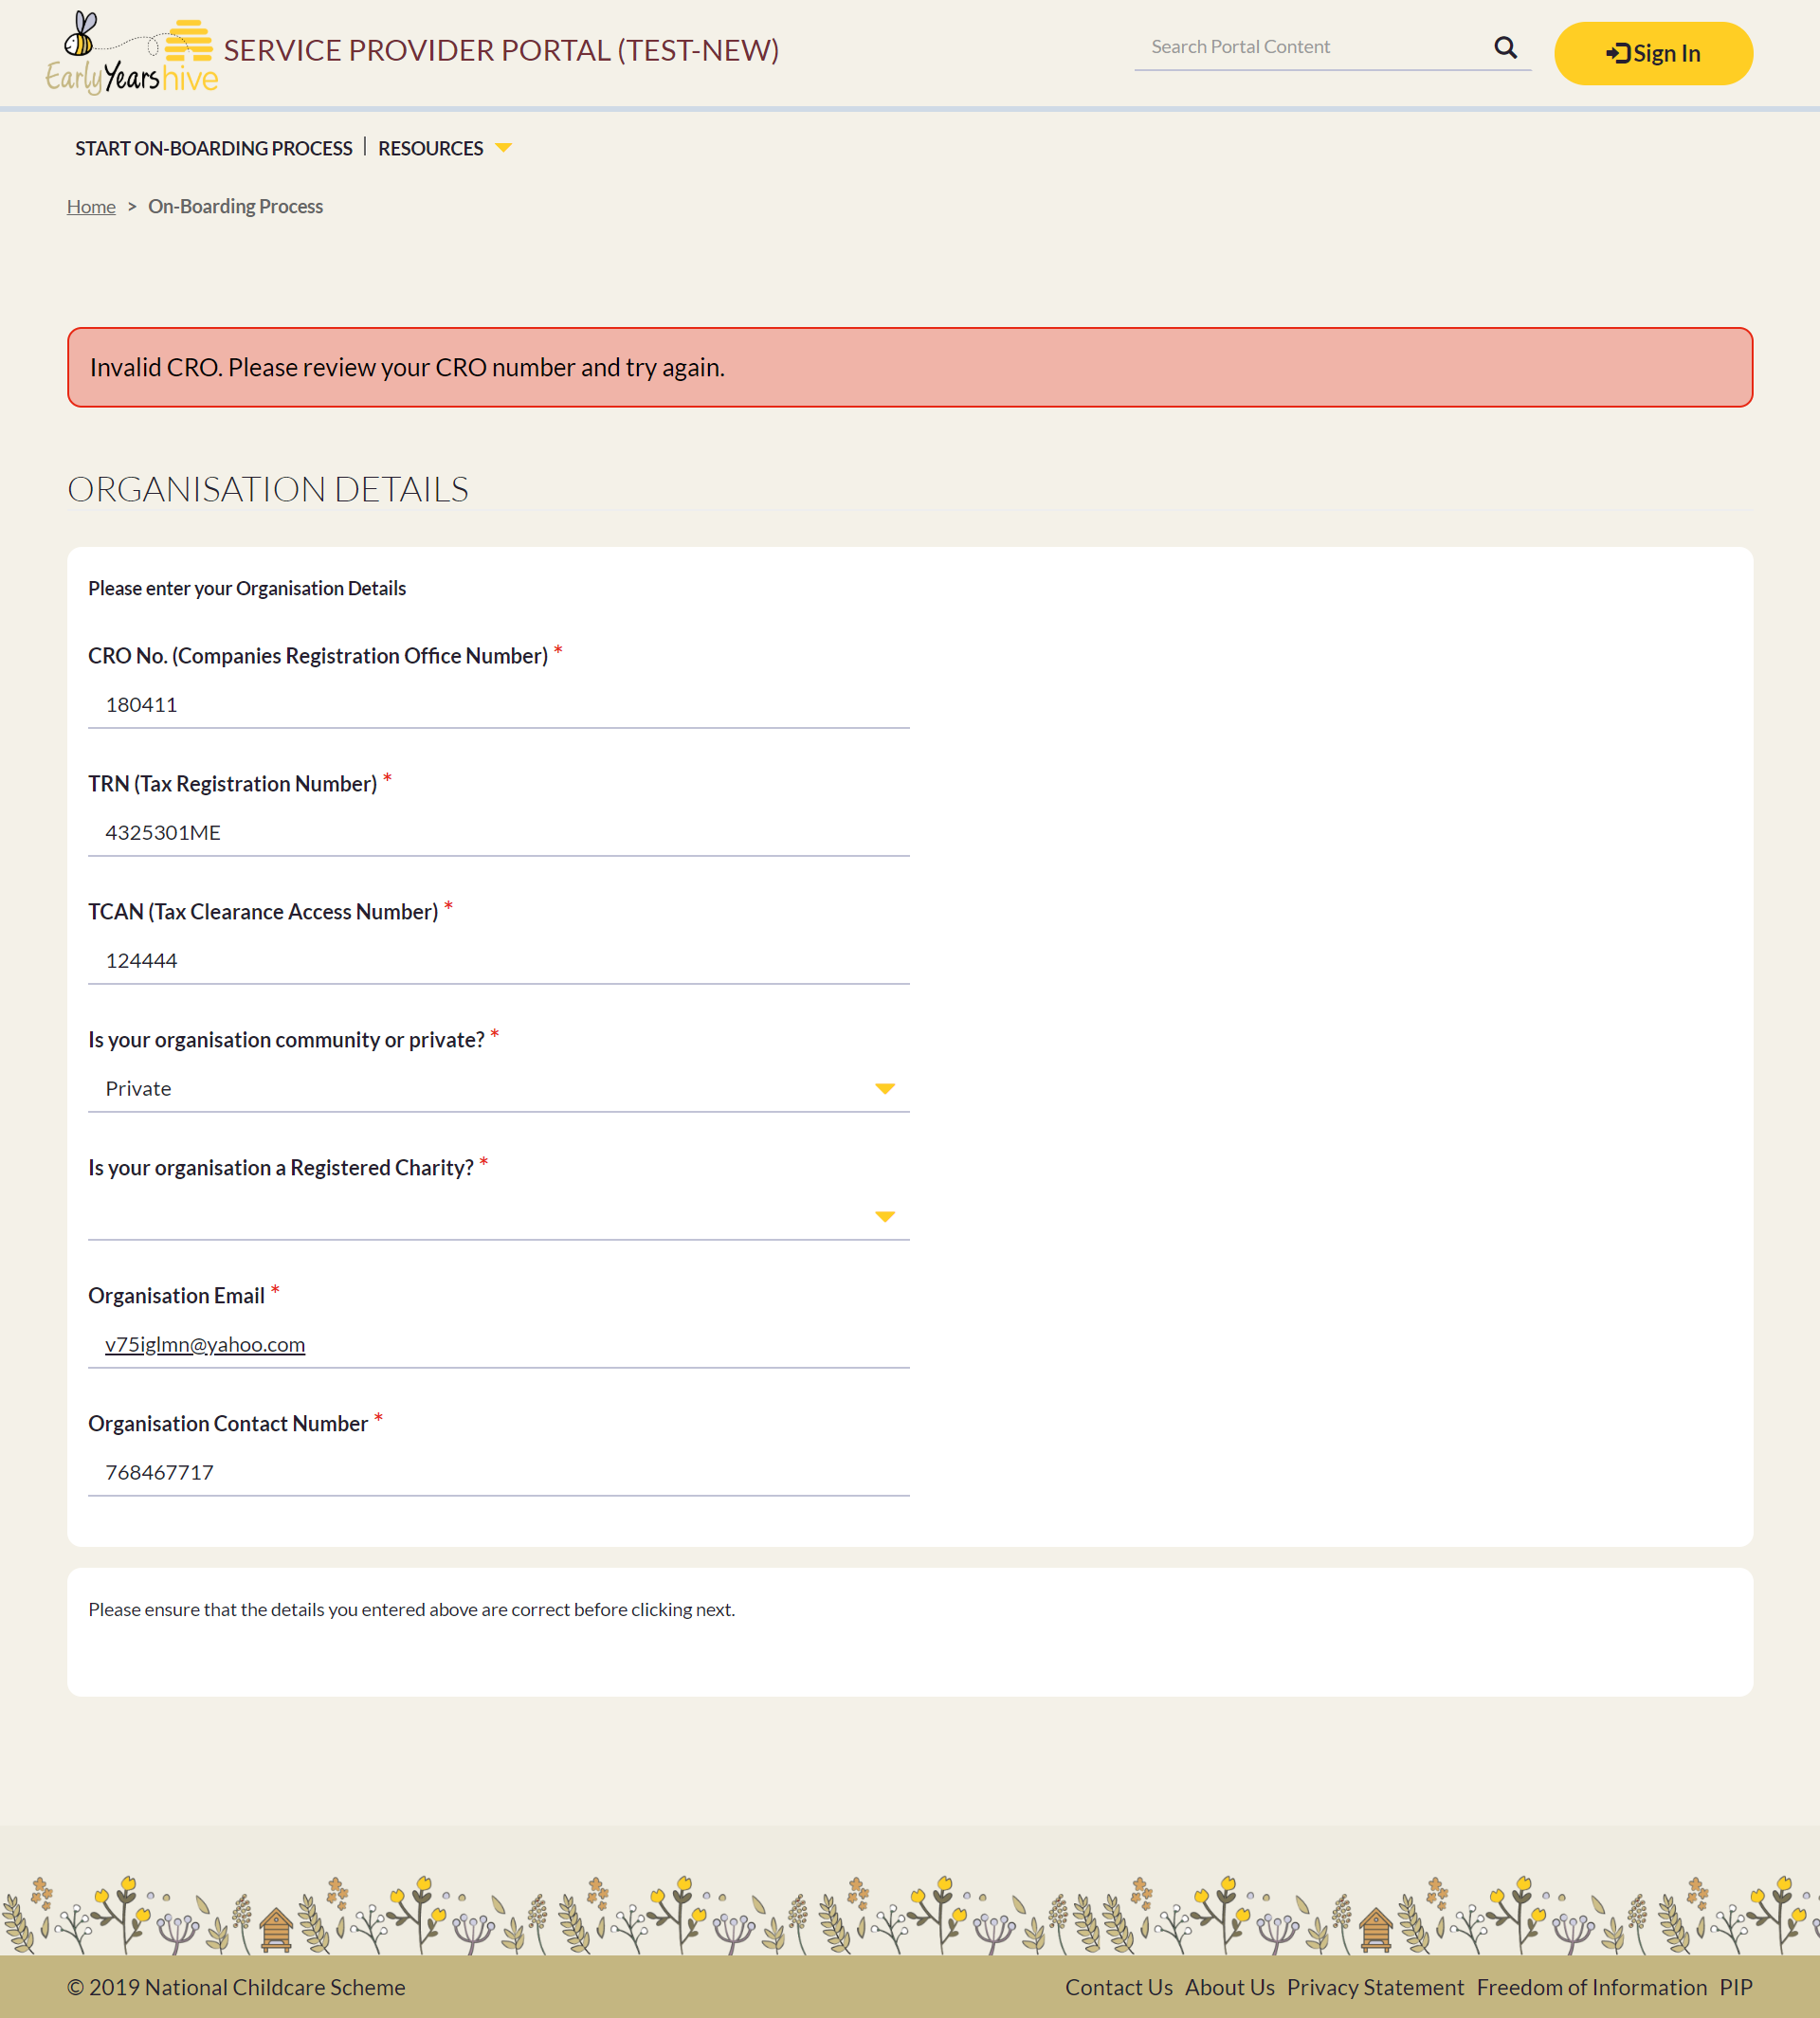 EarlyYearshive
SERVICE PROVIDER PORTAL (TEST-NEW)
Search Portal Content
Sign In
START ON-BOARDING PROCESS | RESOURCES
Home > On-Boarding Process
Invalid CRO. Please review your CRO number and try again.
ORGANISATION DETAILS
Please enter your Organisation Details
CRO No. (Companies Registration Office Number) *
180411
TRN (Tax Registration Number) *
4325301ME
TCAN (Tax Clearance Access Number) *
124444
Is your organisation community or private? *
Private
Is your organisation a Registered Charity? *
Organisation Email *
v75iglmn@yahoo.com
Organisation Contact Number *
768467717
Please ensure that the details you entered above are correct before clicking next.
© 2019 National Childcare Scheme
Contact Us About Us Privacy Statement Freedom of Information PIP